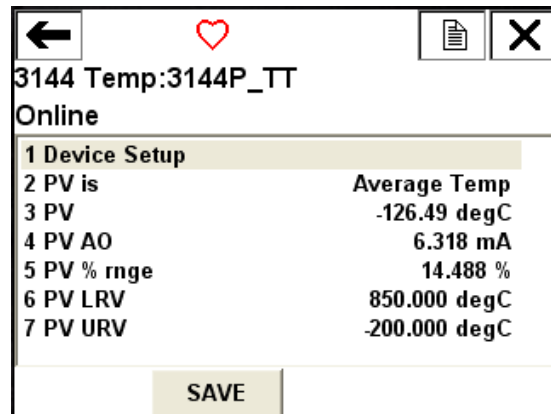 3144 Temp:3144P_TT
Online
1 Device Setup
2 PV is Average Temp
3 PV -126.49 degC
4 PV AO 6.318 mA
5 PV % rnge 14.488 %
6 PV LRV 850.000 degC
7 PV URV -200.000 degC
SAVE